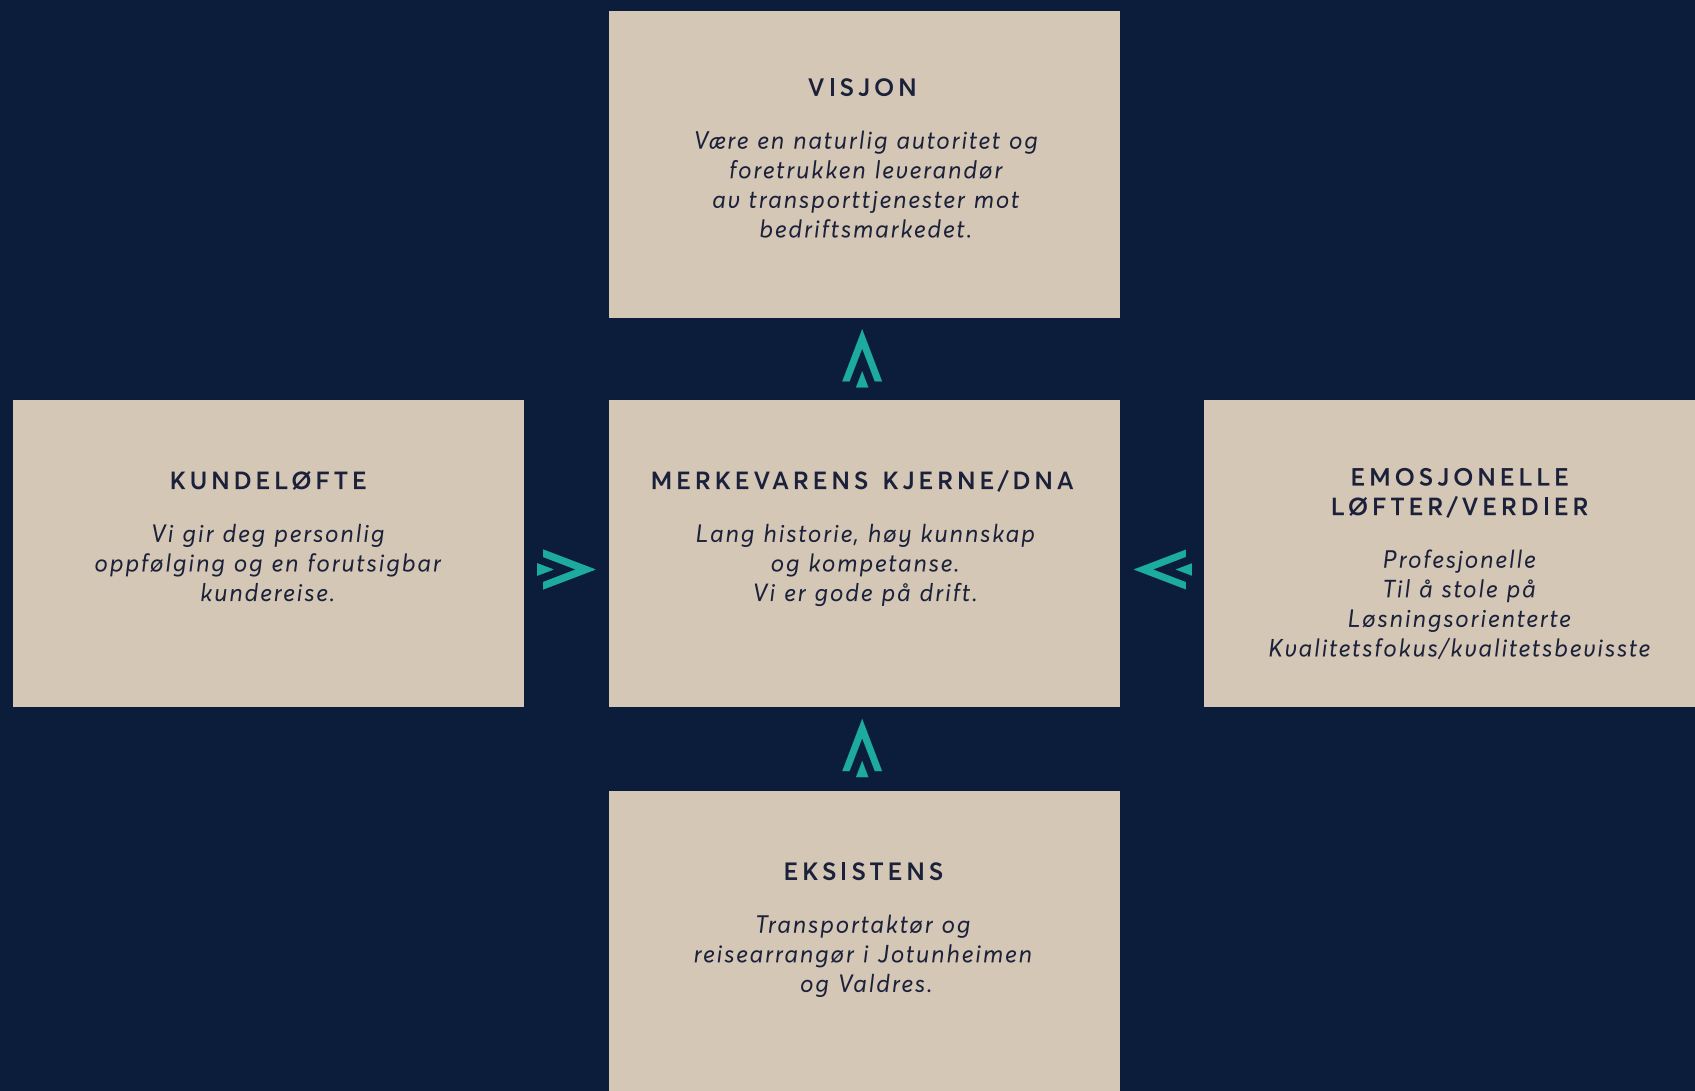 VISJON
Være en naturlig autoritet og
foretrukken leverandør
av transporttjenester mot
bedriftsmarkedet.
KUNDELØFTE
Vi gir deg personlig
oppfølging og en forutsigbar
kundereise.
MERKEVARENS KJERNE/DNA
Lang historie, høy kunnskap
og kompetanse.
Vi er gode på drift.
EMOSJONELLE
LØFTER/VERDIER
Profesjonelle
Til å stole på
Løsningsorienterte
Kvalitetsfokus/kvalitetsbevisste
EKSISTENS
Transportaktør og
reisearrangør i Jotunheimen
og Valdres.